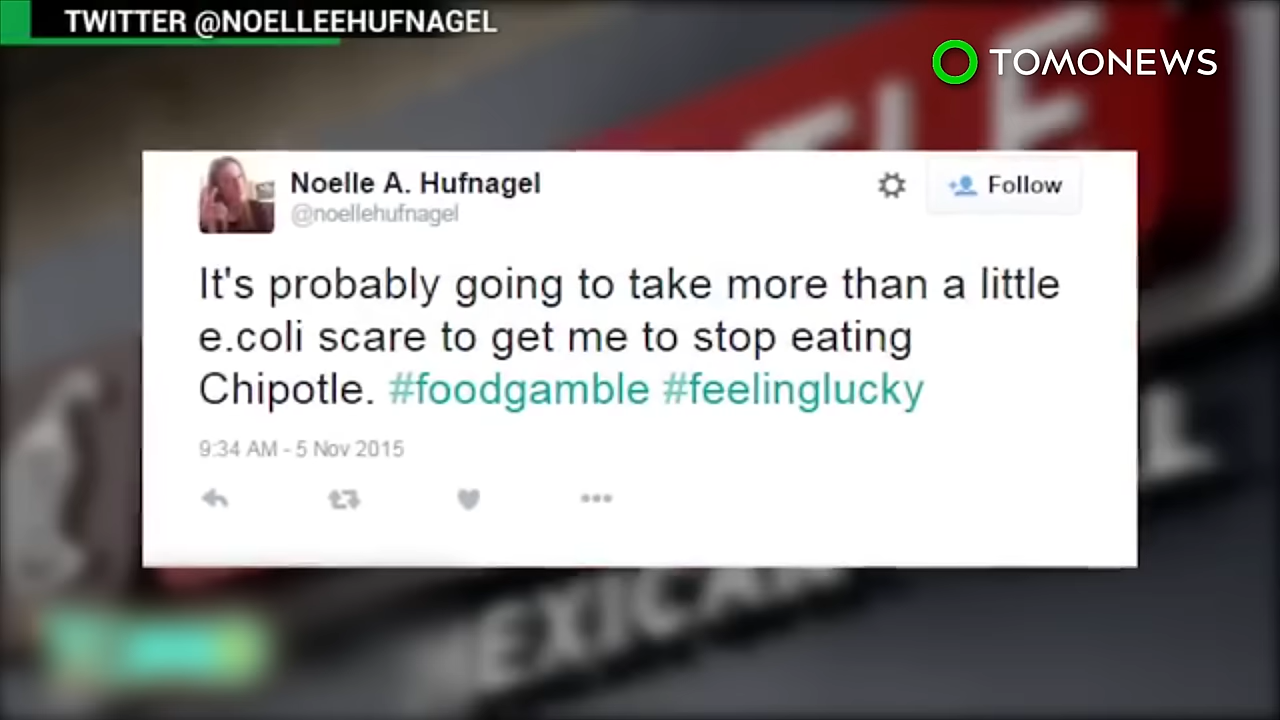 TWITTER @NOELLEEHUFNAGEL
TOMONEWS
Noelle A. Hufnagel
@noellehufnagel
Follow
It's probably going to take more than a little
e.coli scare to get me to stop eating
Chipotle. #foodgamble #feelinglucky
9:34 AM - 5 Nov 2015
EXICAN